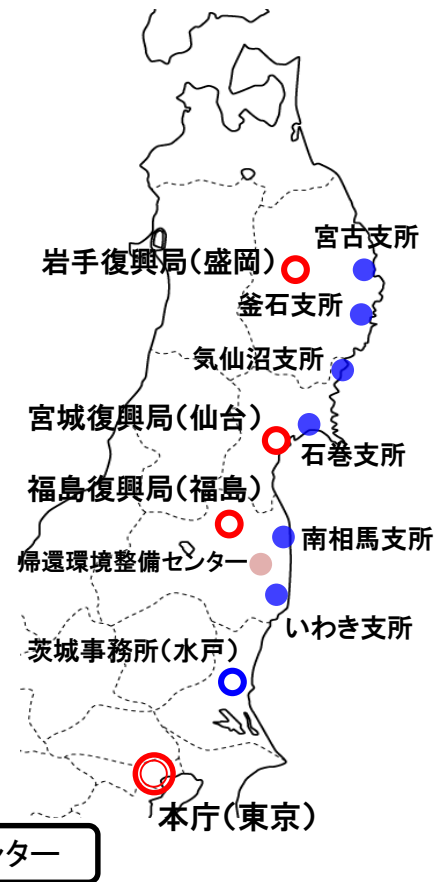 宮古支所
岩手復興局(盛岡)
釜石支所
気仙沼支所
宮城復興局(仙台)
石巻支所
福島復興局(福島)
南相馬支所
帰還環境整備センター
いわき支所
茨城事務所(水戸)
本庁(東京)
ター